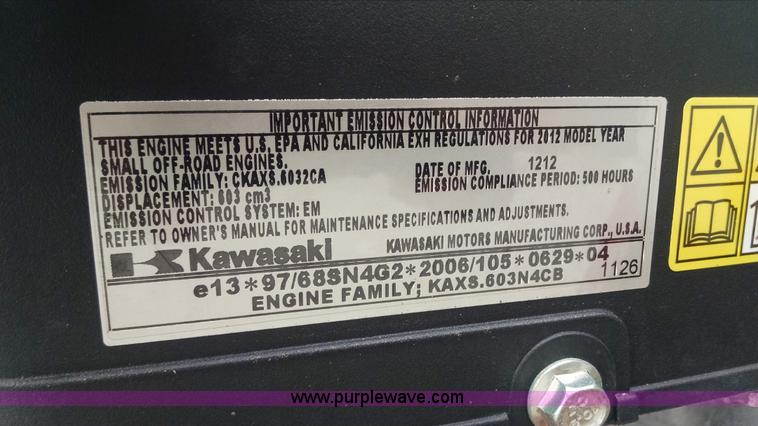 IMPORTANT EMISSION CONTROL INFORMATION
THIS ENGINE MEETS U.S. EPA AND CALIFORNIA EXH REGULATIONS FOR 2012 MODEL YEAR
SMALL OFF-ROAD ENGINES.
DATE OF MFG. 1212
EMISSION FAMILY: CKAXS.6032CA
EMISSION COMPLIANCE PERIOD: 500 HOURS
DISPLACEMENT: 603 cm3
EMISSION CONTROL SYSTEM: EM
REFER TO OWNER'S MANUAL FOR MAINTENANCE SPECIFICATIONS AND ADJUSTMENTS.
Kawasaki KAWASAKI MOTORS MANUFACTURING CORP., U.S.A.
e13*97/68SN4G2*2006/105*0629*04
1126
ENGINE FAMILY; KAXS.603N4CB
www.purplewave.com